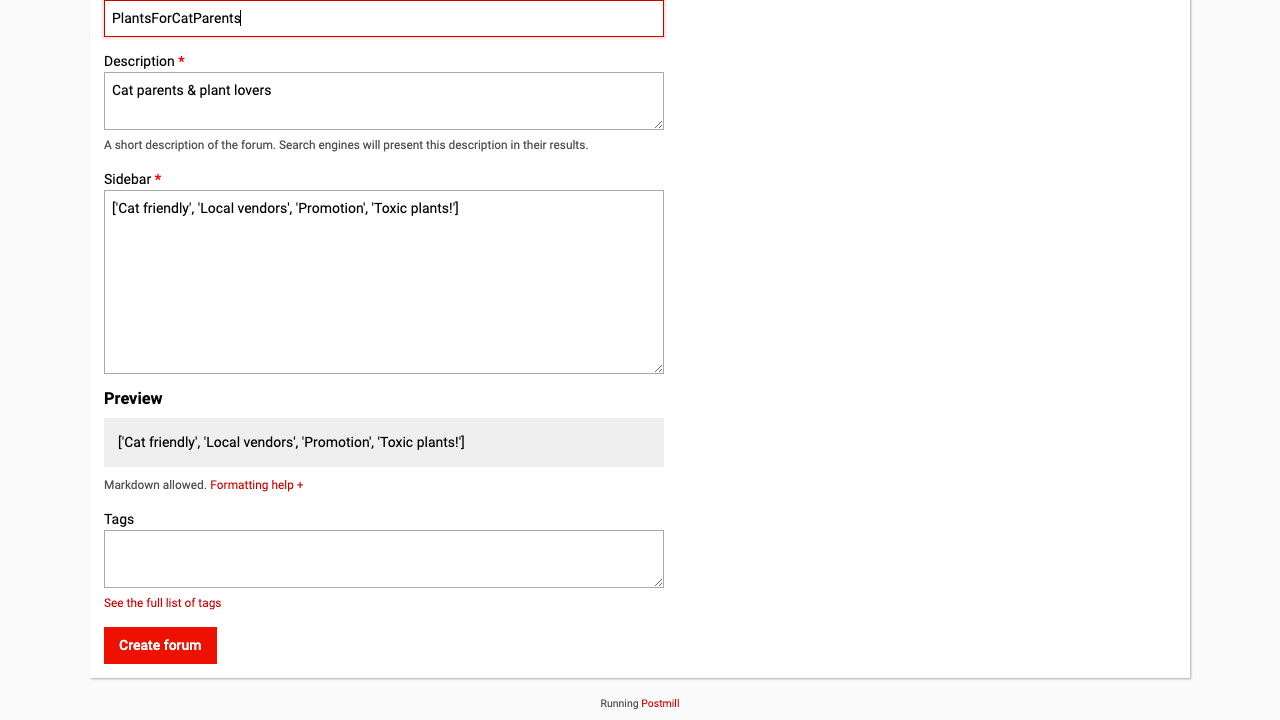 PlantsForCatParents
Description *
Cat parents & plant lovers
A short description of the forum. Search engines will present this description in their results.
Sidebar *
['Cat friendly', 'Local vendors', 'Promotion', 'Toxic plants!']
Preview
['Cat friendly', 'Local vendors', 'Promotion', 'Toxic plants!']
Markdown allowed. Formatting help +
Tags
See the full list of tags
Create forum
Running Postmill